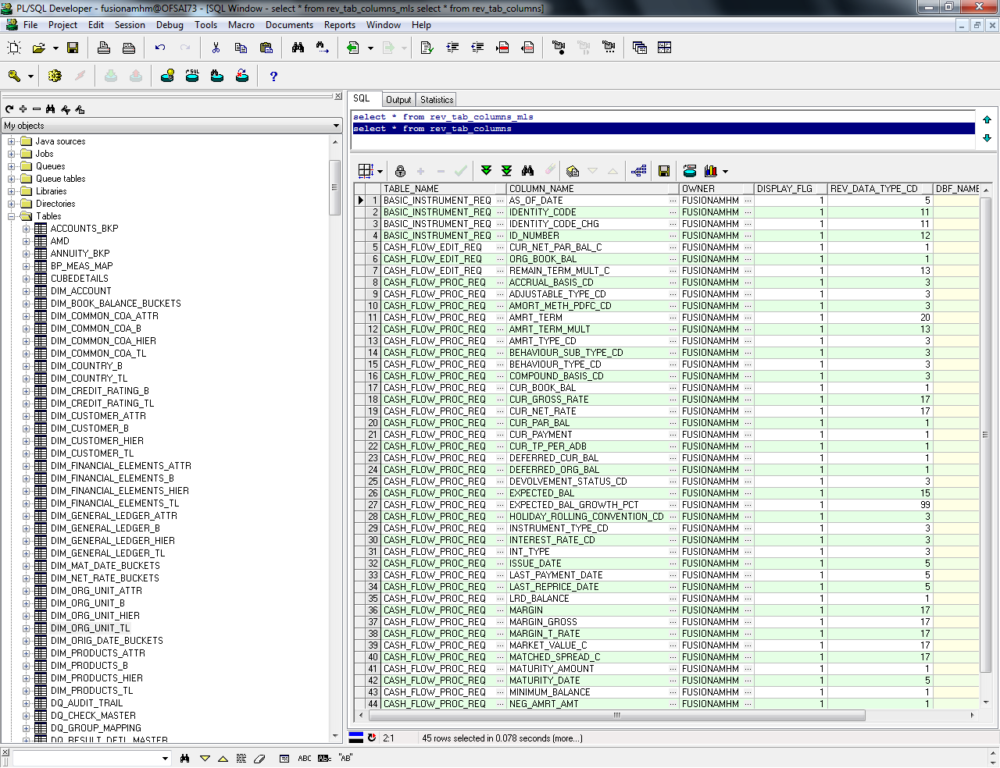 PL/SQL Developer - fusionamhm@OFSAI73 - [SQL Window - select * from rev_tab_columns_mls select * from rev_tab_columns]
File Project Edit Session Debug Tools Macro Documents Reports Window Help
SQL
My objects
Java sources
Jobs
Queues
Queue tables
Libraries
Directories
Tables
ACCOUNTS_BKP
AMD
ANNUITY_BKP
BP_MEAS_MAP
CUBEDETAILS
DIM_ACCOUNT
DIM_BOOK_BALANCE_BUCKETS
DIM_COMMON_COA_ATTR
DIM_COMMON_COA_B
DIM_COMMON_COA_HIER
DIM_COMMON_COA_TL
DIM_COUNTRY_B
DIM_COUNTRY_TL
DIM_CREDIT_RATING_B
DIM_CREDIT_RATING_TL
DIM_CUSTOMER_ATTR
DIM_CUSTOMER_B
DIM_CUSTOMER_HIER
DIM_CUSTOMER_TL
DIM_FINANCIAL_ELEMENTS_ATTR
DIM_FINANCIAL_ELEMENTS_B
DIM_FINANCIAL_ELEMENTS_HIER
DIM_FINANCIAL_ELEMENTS_TL
DIM_GENERAL_LEDGER_ATTR
DIM_GENERAL_LEDGER_B
DIM_GENERAL_LEDGER_HIER
DIM_GENERAL_LEDGER_TL
DIM_MAT_DATE_BUCKETS
DIM_NET_RATE_BUCKETS
DIM_ORG_UNIT_ATTR
DIM_ORG_UNIT_B
DIM_ORG_UNIT_HIER
DIM_ORG_UNIT_TL
DIM_ORIG_DATE_BUCKETS
DIM_PRODUCTS_ATTR
DIM_PRODUCTS_B
DIM_PRODUCTS_HIER
DIM_PRODUCTS_TL
DQ_AUDIT_TRAIL
DQ_CHECK_MASTER
DQ_GROUP_MAPPING
DQ_RESULT_DETL_MASTER
SQL Output Statistics
select * from rev_tab_columns_mls
select * from rev_tab_columns
TABLE_NAME COLUMN_NAME OWNER DISPLAY_FLG REV_DATA_TYPE_CD DBF_NAME
1 BASIC_INSTRUMENT_REQ ... AS_OF_DATE ... FUSIONAMHM ... 1 5
2 BASIC_INSTRUMENT_REQ ... IDENTITY_CODE ... FUSIONAMHM ... 1 11
3 BASIC_INSTRUMENT_REQ ... IDENTITY_CODE_CHG ... FUSIONAMHM ... 1 11
4 BASIC_INSTRUMENT_REQ ... ID_NUMBER ... FUSIONAMHM ... 1 12
5 CASH_FLOW_EDIT_REQ ... CUR_NET_PAR_BAL_C ... FUSIONAMHM ... 1 1
6 CASH_FLOW_EDIT_REQ ... ORG_BOOK_BAL ... FUSIONAMHM ... 1 1
7 CASH_FLOW_EDIT_REQ ... REMAIN_TERM_MULT_C ... FUSIONAMHM ... 1 13
8 CASH_FLOW_PROC_REQ ... ACCRUAL_BASIS_CD ... FUSIONAMHM ... 1 3
9 CASH_FLOW_PROC_REQ ... ADJUSTABLE_TYPE_CD ... FUSIONAMHM ... 1 3
10 CASH_FLOW_PROC_REQ ... AMORT_METH_PDFC_CD ... FUSIONAMHM ... 1 3
11 CASH_FLOW_PROC_REQ ... AMRT_TERM ... FUSIONAMHM ... 1 20
12 CASH_FLOW_PROC_REQ ... AMRT_TERM_MULT ... FUSIONAMHM ... 1 13
13 CASH_FLOW_PROC_REQ ... AMRT_TYPE_CD ... FUSIONAMHM ... 1 3
14 CASH_FLOW_PROC_REQ ... BEHAVIOUR_SUB_TYPE_CD ... FUSIONAMHM ... 1 3
15 CASH_FLOW_PROC_REQ ... BEHAVIOUR_TYPE_CD ... FUSIONAMHM ... 1 3
16 CASH_FLOW_PROC_REQ ... COMPOUND_BASIS_CD ... FUSIONAMHM ... 1 3
17 CASH_FLOW_PROC_REQ ... CUR_BOOK_BAL ... FUSIONAMHM ... 1 1
18 CASH_FLOW_PROC_REQ ... CUR_GROSS_RATE ... FUSIONAMHM ... 1 17
19 CASH_FLOW_PROC_REQ ... CUR_NET_RATE ... FUSIONAMHM ... 1 17
20 CASH_FLOW_PROC_REQ ... CUR_PAR_BAL ... FUSIONAMHM ... 1 1
21 CASH_FLOW_PROC_REQ ... CUR_PAYMENT ... FUSIONAMHM ... 1 1
22 CASH_FLOW_PROC_REQ ... CUR_TP_PER_ADB ... FUSIONAMHM ... 1 1
23 CASH_FLOW_PROC_REQ ... DEFERRED_CUR_BAL ... FUSIONAMHM ... 1 1
24 CASH_FLOW_PROC_REQ ... DEFERRED_ORG_BAL ... FUSIONAMHM ... 1 1
25 CASH_FLOW_PROC_REQ ... DEVOLVEMENT_STATUS_CD ... FUSIONAMHM ... 1 3
26 CASH_FLOW_PROC_REQ ... EXPECTED_BAL ... FUSIONAMHM ... 1 15
27 CASH_FLOW_PROC_REQ ... EXPECTED_BAL_GROWTH_PCT ... FUSIONAMHM ... 1 99
28 CASH_FLOW_PROC_REQ ... HOLIDAY_ROLLING_CONVENTION_CD ... FUSIONAMHM ... 1 3
29 CASH_FLOW_PROC_REQ ... INSTRUMENT_TYPE_CD ... FUSIONAMHM ... 1 3
30 CASH_FLOW_PROC_REQ ... INTEREST_RATE_CD ... FUSIONAMHM ... 1 3
31 CASH_FLOW_PROC_REQ ... INT_TYPE ... FUSIONAMHM ... 1 3
32 CASH_FLOW_PROC_REQ ... ISSUE_DATE ... FUSIONAMHM ... 1 5
33 CASH_FLOW_PROC_REQ ... LAST_PAYMENT_DATE ... FUSIONAMHM ... 1 5
34 CASH_FLOW_PROC_REQ ... LAST_REPRICE_DATE ... FUSIONAMHM ... 1 5
35 CASH_FLOW_PROC_REQ ... LRD_BALANCE ... FUSIONAMHM ... 1 1
36 CASH_FLOW_PROC_REQ ... MARGIN ... FUSIONAMHM ... 1 17
37 CASH_FLOW_PROC_REQ ... MARGIN_GROSS ... FUSIONAMHM ... 1 17
38 CASH_FLOW_PROC_REQ ... MARGIN_T_RATE ... FUSIONAMHM ... 1 17
39 CASH_FLOW_PROC_REQ ... MARKET_VALUE_C ... FUSIONAMHM ... 1 17
40 CASH_FLOW_PROC_REQ ... MATCHED_SPREAD_C ... FUSIONAMHM ... 1 17
41 CASH_FLOW_PROC_REQ ... MATURITY_AMOUNT ... FUSIONAMHM ... 1 1
42 CASH_FLOW_PROC_REQ ... MATURITY_DATE ... FUSIONAMHM ... 1 5
43 CASH_FLOW_PROC_REQ ... MINIMUM_BALANCE ... FUSIONAMHM ... 1 1
44 CASH_FLOW_PROC_REQ ... NEG_AMRT_AMT ... FUSIONAMHM ... 1 1
2:1 45 rows selected in 0.078 seconds (more...)
ABC ABc "AB"